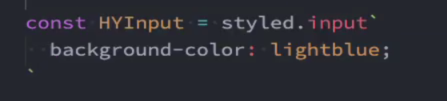 const HYInput = styled.input`
  background-color: lightblue;
`